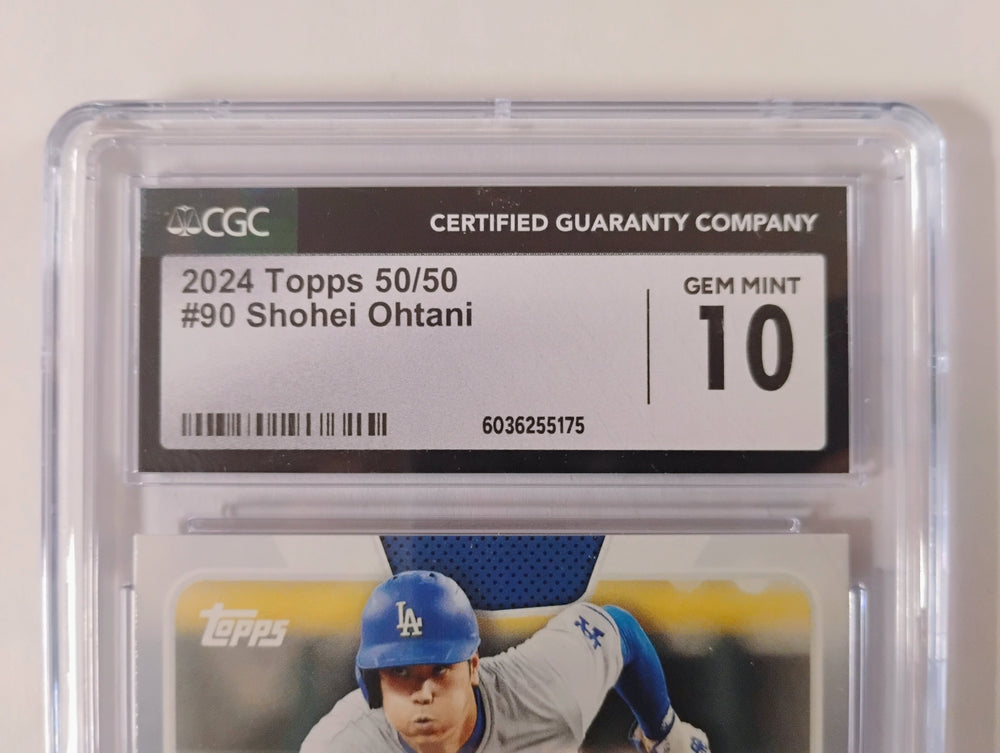 CGC
CERTIFIED GUARANTY COMPANY
2024 Topps 50/50
#90 Shohei Ohtani
GEM MINT
10
6036255175
Topps
LA